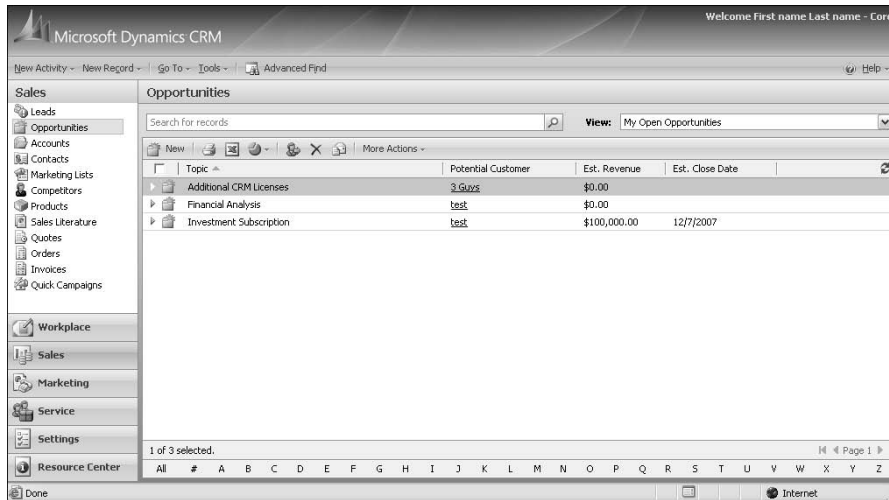 Welcome First name Last name - Cor
Microsoft Dynamics CRM
New Activity - New Record - Go To - Tools - Advanced Find Help -
Sales
Opportunities
Leads
Opportunities
Accounts
Contacts
Marketing Lists
Competitors
Products
Sales Literature
Quotes
Orders
Invoices
Quick Campaigns
Workplace
Sales
Marketing
Service
Settings
Resource Center
Search for records View: My Open Opportunities
New More Actions -
Topic Potential Customer Est. Revenue Est. Close Date
Additional CRM Licenses 3 Guys $0.00
Financial Analysis test $0.00
Investment Subscription test $100,000.00 12/7/2007
1 of 3 selected. Page 1
All # A B C D E F G H I J K L M N O P Q R S T U V W X Y Z
Done Internet